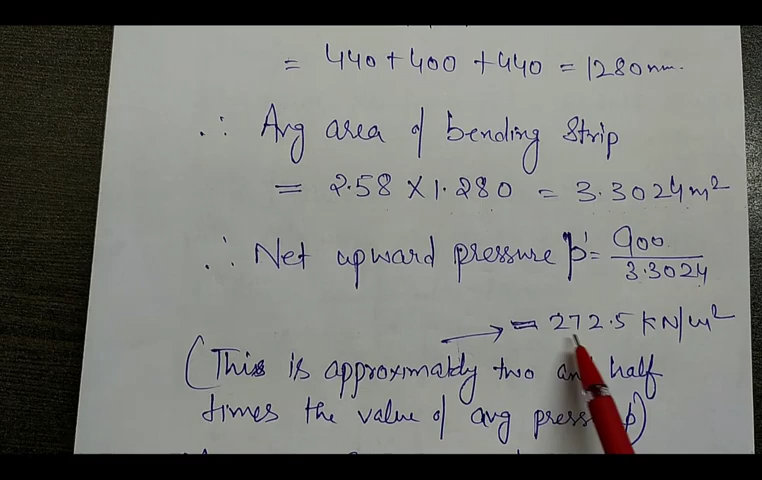 = 440 + 400 + 440 = 1280 mm.
∴ Avg area of bending strip
= 2.58 × 1.280 = 3.3024 m²
∴ Net upward pressure p' = 900 / 3.3024
= 272.5 kN/m²
(This is approximately two and half
times the value of avg press p)